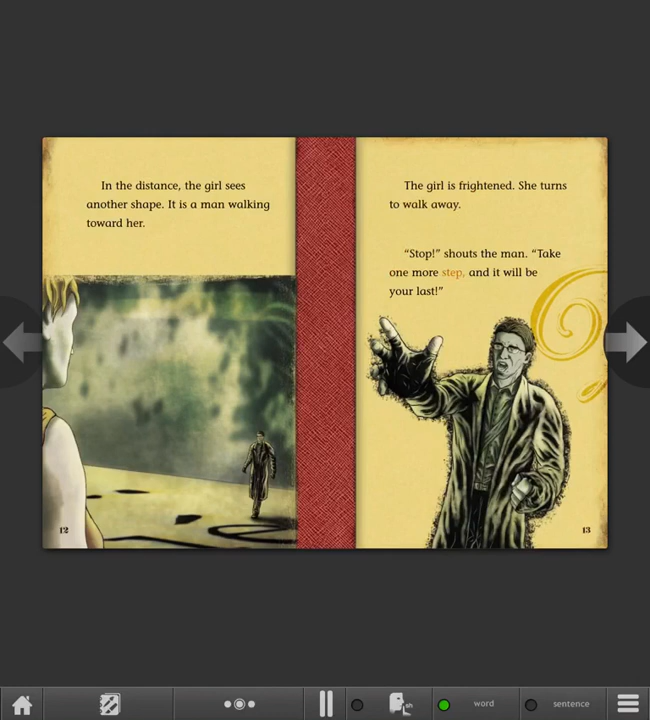 In the distance, the girl sees
another shape. It is a man walking
toward her.
12
The girl is frightened. She turns
to walk away.
“Stop!” shouts the man. “Take
one more step, and it will be
your last!”
13
sh
word
sentence